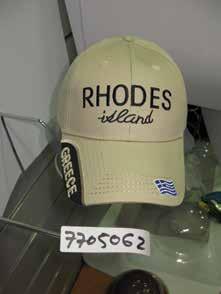 RHODES
island
GREECE
7705062